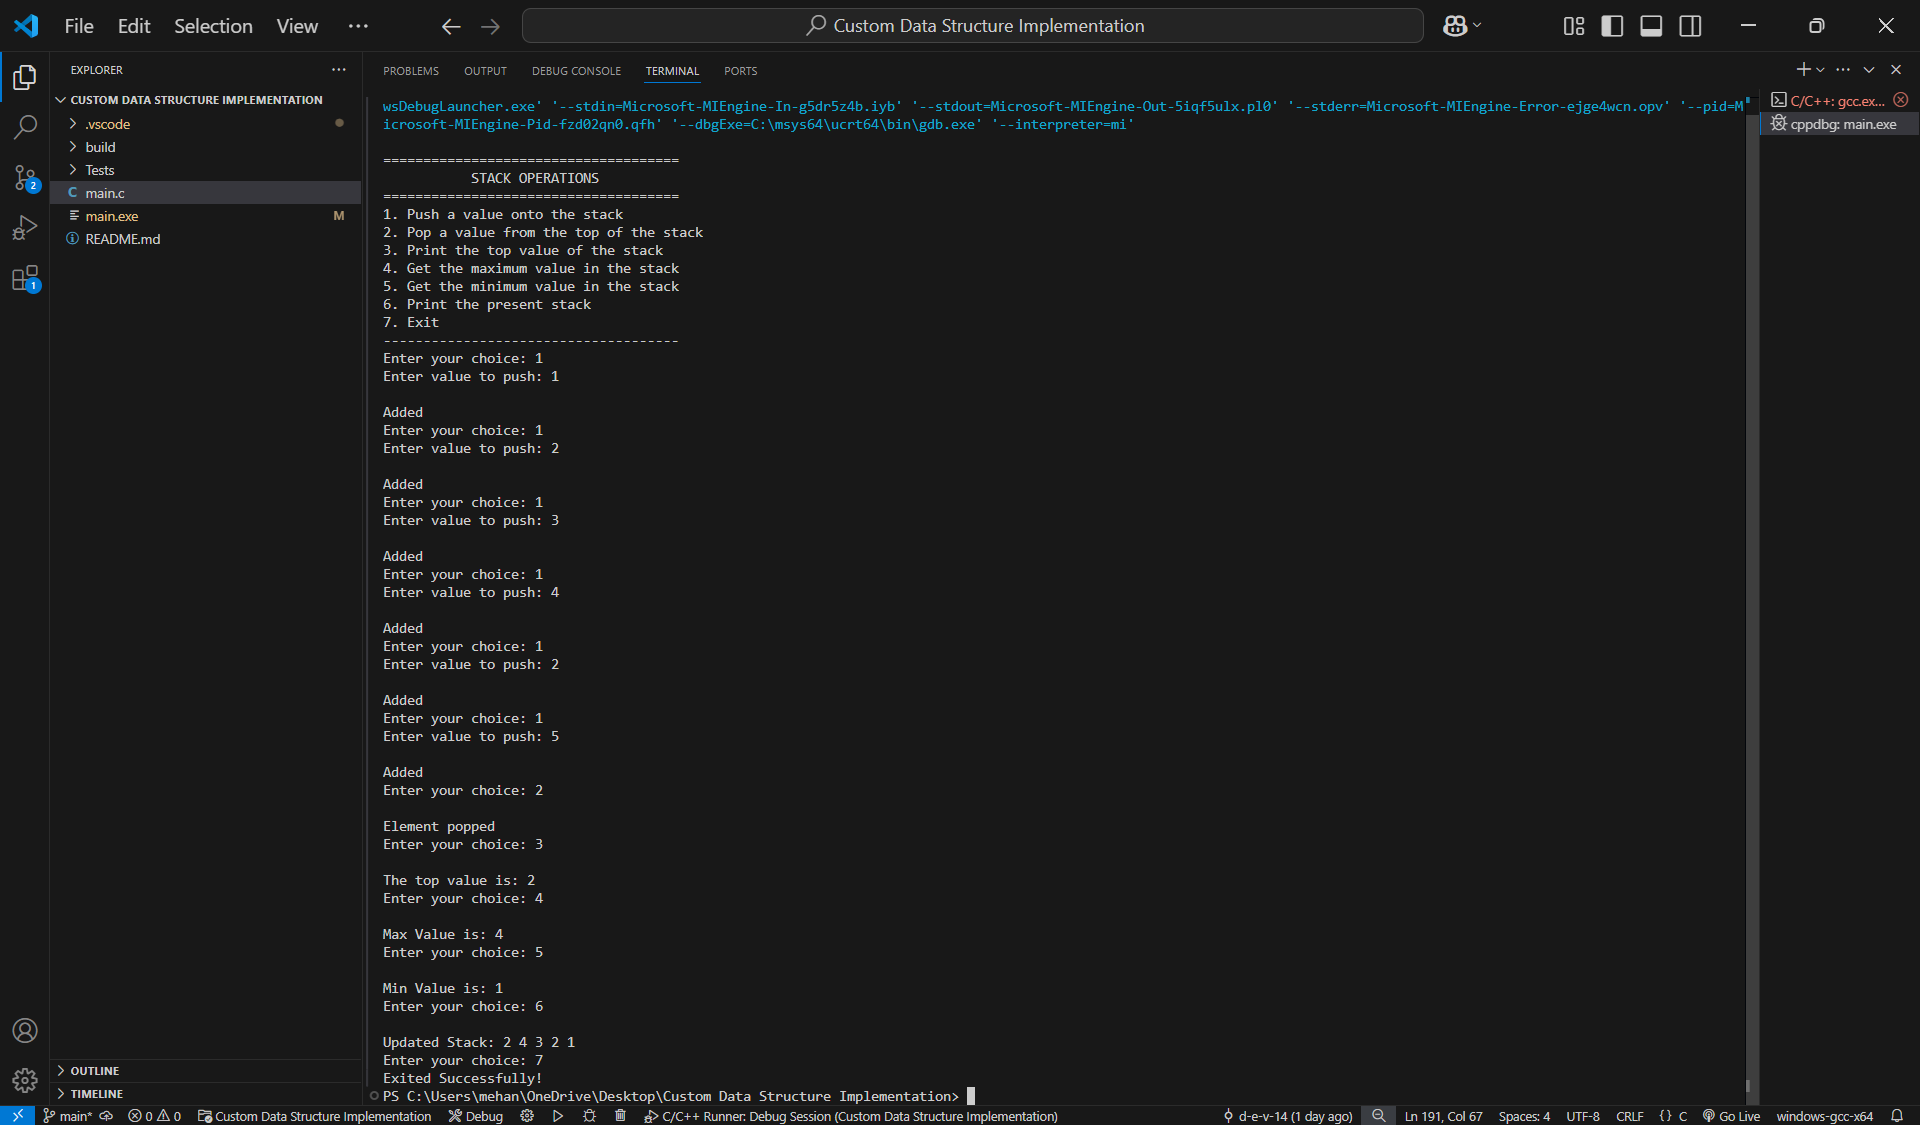 File Edit Selection View ··· Custom Data Structure Implementation
EXPLORER ···
CUSTOM DATA STRUCTURE IMPLEMENTATION
.vscode
build
Tests
C main.c
main.exe M
README.md
2
1
OUTLINE
TIMELINE
PROBLEMS OUTPUT DEBUG CONSOLE TERMINAL PORTS
wsDebugLauncher.exe' '--stdin=Microsoft-MIEngine-In-g5dr5z4b.iyb' '--stdout=Microsoft-MIEngine-Out-5iqf5ulx.pl0' '--stderr=Microsoft-MIEngine-Error-ejge4wcn.opv' '--pid=M
icrosoft-MIEngine-Pid-fzd02qn0.qfh' '--dbgExe=C:\msys64\ucrt64\bin\gdb.exe' '--interpreter=mi'
=====================================
STACK OPERATIONS
=====================================
1. Push a value onto the stack
2. Pop a value from the top of the stack
3. Print the top value of the stack
4. Get the maximum value in the stack
5. Get the minimum value in the stack
6. Print the present stack
7. Exit
-------------------------------------
Enter your choice: 1
Enter value to push: 1
Added
Enter your choice: 1
Enter value to push: 2
Added
Enter your choice: 1
Enter value to push: 3
Added
Enter your choice: 1
Enter value to push: 4
Added
Enter your choice: 1
Enter value to push: 2
Added
Enter your choice: 1
Enter value to push: 5
Added
Enter your choice: 2
Element popped
Enter your choice: 3
The top value is: 2
Enter your choice: 4
Max Value is: 4
Enter your choice: 5
Min Value is: 1
Enter your choice: 6
Updated Stack: 2 4 3 2 1
Enter your choice: 7
Exited Successfully!
PS C:\Users\mehan\OneDrive\Desktop\Custom Data Structure Implementation>
C/C++: gcc.ex...
cppdbg: main.exe
main* 0 0 Custom Data Structure Implementation Debug C/C++ Runner: Debug Session (Custom Data Structure Implementation) d-e-v-14 (1 day ago) Ln 191, Col 67 Spaces: 4 UTF-8 CRLF {} C Go Live windows-gcc-x64